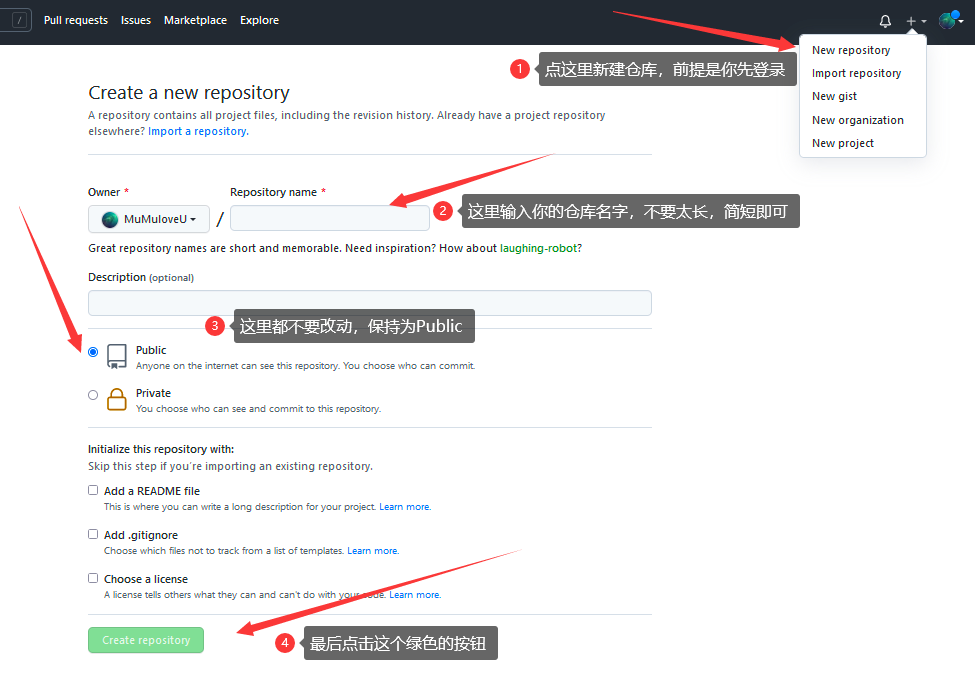 /
Pull requests Issues Marketplace Explore
New repository
Import repository
New gist
New organization
New project
1 点这里新建仓库，前提是你先登录
Create a new repository
A repository contains all project files, including the revision history. Already have a project repository
elsewhere? Import a repository.
Owner * Repository name *
MuMuloveU /
2 这里输入你的仓库名字，不要太长，简短即可
Great repository names are short and memorable. Need inspiration? How about laughing-robot?
Description (optional)
3 这里都不要改动，保持为Public
Public
Anyone on the internet can see this repository. You choose who can commit.
Private
You choose who can see and commit to this repository.
Initialize this repository with:
Skip this step if you're importing an existing repository.
Add a README file
This is where you can write a long description for your project. Learn more.
Add .gitignore
Choose which files not to track from a list of templates. Learn more.
Choose a license
A license tells others what they can and can't do with your code. Learn more.
Create repository
4 最后点击这个绿色的按钮